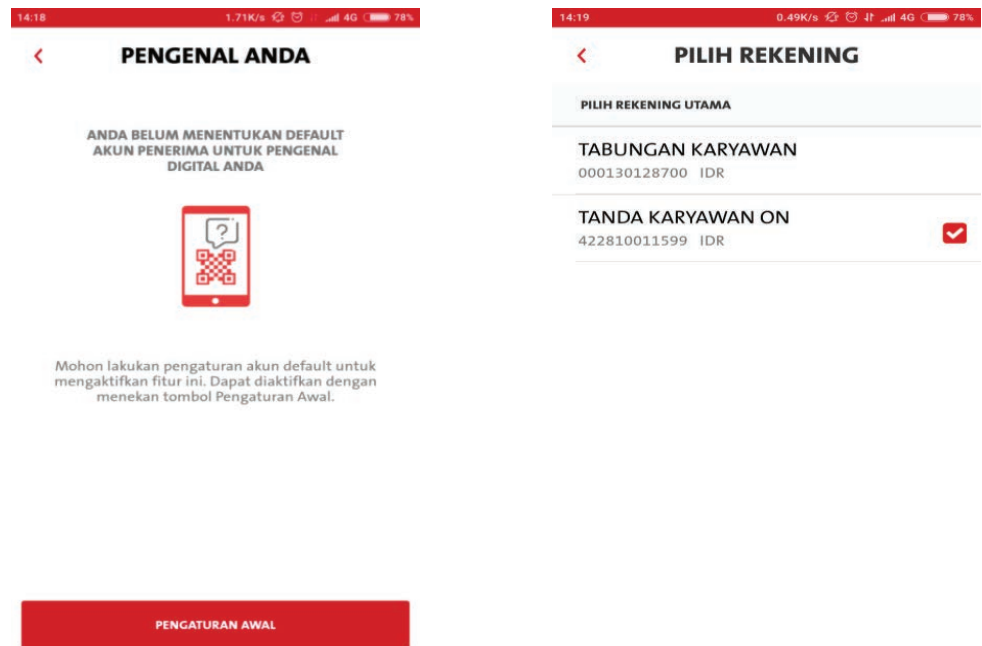 14:18 1.71K/s 4G 78%
PENGENAL ANDA
ANDA BELUM MENENTUKAN DEFAULT
AKUN PENERIMA UNTUK PENGENAL
DIGITAL ANDA
?
Mohon lakukan pengaturan akun default untuk
mengaktifkan fitur ini. Dapat diaktifkan dengan
menekan tombol Pengaturan Awal.
PENGATURAN AWAL
14:19 0.49K/s 4G 78%
PILIH REKENING
PILIH REKENING UTAMA
TABUNGAN KARYAWAN
000130128700 IDR
TANDA KARYAWAN ON
422810011599 IDR